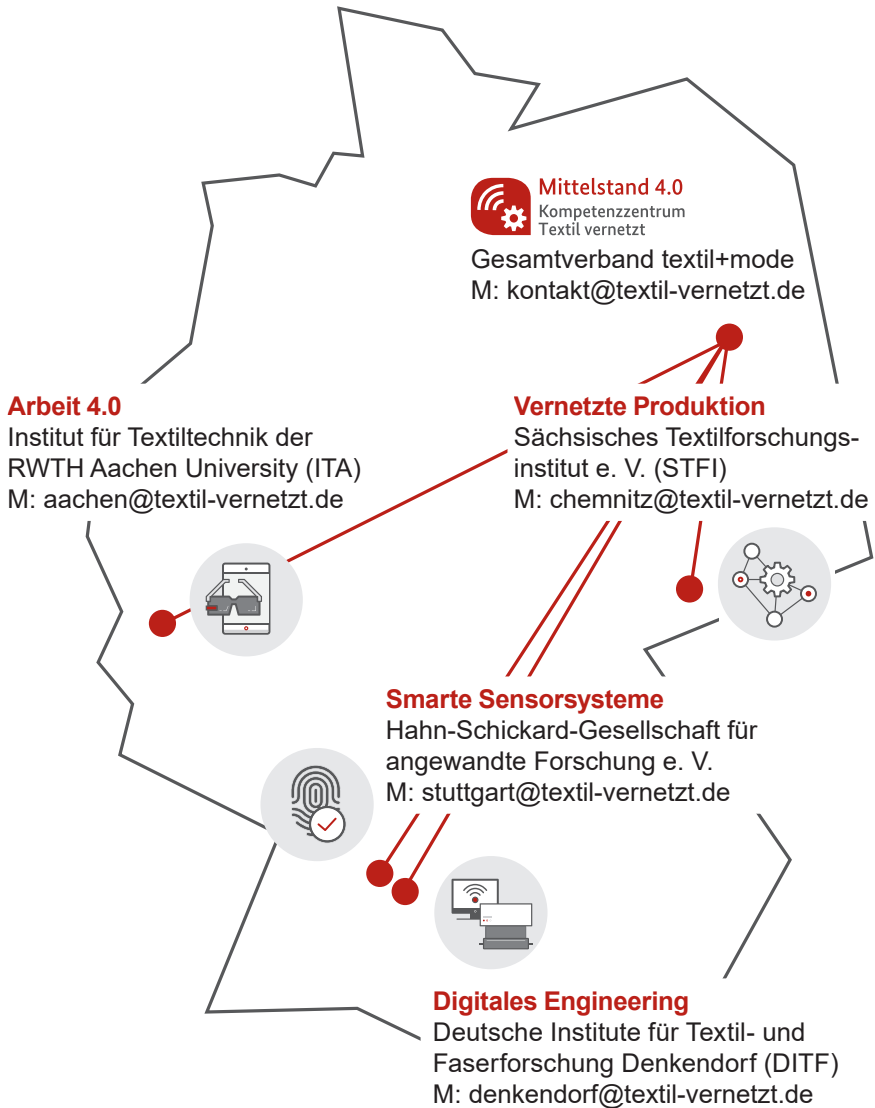 Mittelstand 4.0
Kompetenzzentrum
Textil vernetzt
Gesamtverband textil+mode
M: kontakt@textil-vernetzt.de
Arbeit 4.0
Institut für Textiltechnik der
RWTH Aachen University (ITA)
M: aachen@textil-vernetzt.de
Vernetzte Produktion
Sächsisches Textilforschungs-
institut e. V. (STFI)
M: chemnitz@textil-vernetzt.de
Smarte Sensorsysteme
Hahn-Schickard-Gesellschaft für
angewandte Forschung e. V.
M: stuttgart@textil-vernetzt.de
Digitales Engineering
Deutsche Institute für Textil- und
Faserforschung Denkendorf (DITF)
M: denkendorf@textil-vernetzt.de